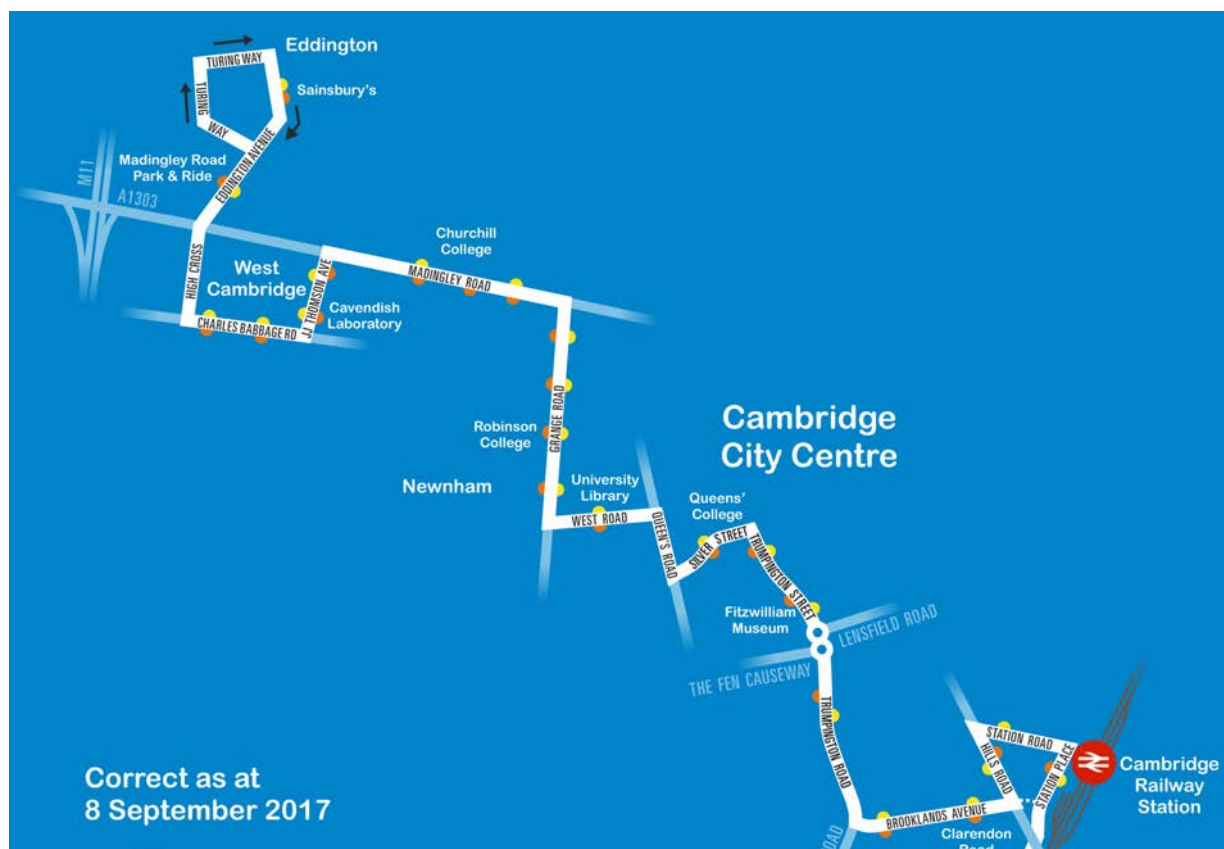 Eddington
TURING WAY
Sainsbury's
TURING
WAY
EDDINGTON AVENUE
Madingley Road
Park & Ride
M11
A1303
HIGH CROSS
West
Cambridge
JJ THOMSON AVE
Cavendish
Laboratory
CHARLES BABBAGE RD
Churchill
College
MADINGLEY ROAD
GRANGE ROAD
Robinson
College
Newnham
University
Library
WEST ROAD
QUEEN'S ROAD
Cambridge
City Centre
Queens'
College
SILVER STREET
TRUMPINGTON STREET
Fitzwilliam
Museum
LENSFIELD ROAD
THE FEN CAUSEWAY
TRUMPINGTON ROAD
STATION ROAD
HILLS ROAD
STATION PLACE
Cambridge
Railway
Station
BROOKLANDS AVENUE
Clarendon
Road
ROAD
Correct as at
8 September 2017